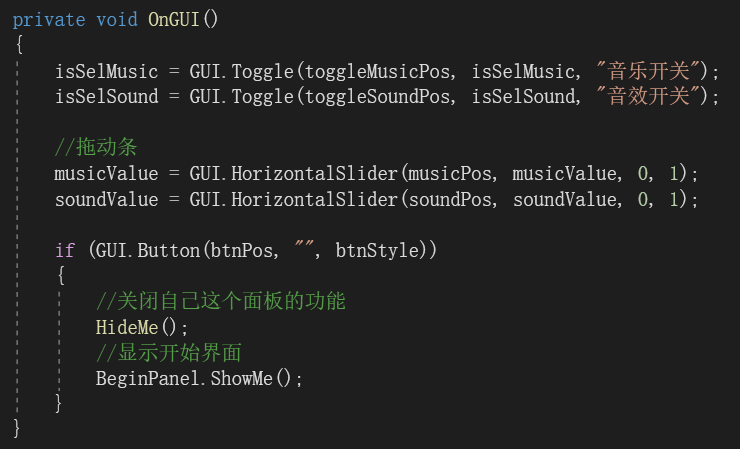 private void OnGUI()
{
isSelMusic = GUI.Toggle(toggleMusicPos, isSelMusic, "音乐开关");
isSelSound = GUI.Toggle(toggleSoundPos, isSelSound, "音效开关");
//拖动条
musicValue = GUI.HorizontalSlider(musicPos, musicValue, 0, 1);
soundValue = GUI.HorizontalSlider(soundPos, soundValue, 0, 1);
if (GUI.Button(btnPos, "", btnStyle))
{
//关闭自己这个面板的功能
HideMe();
//显示开始界面
BeginPanel.ShowMe();
}
}